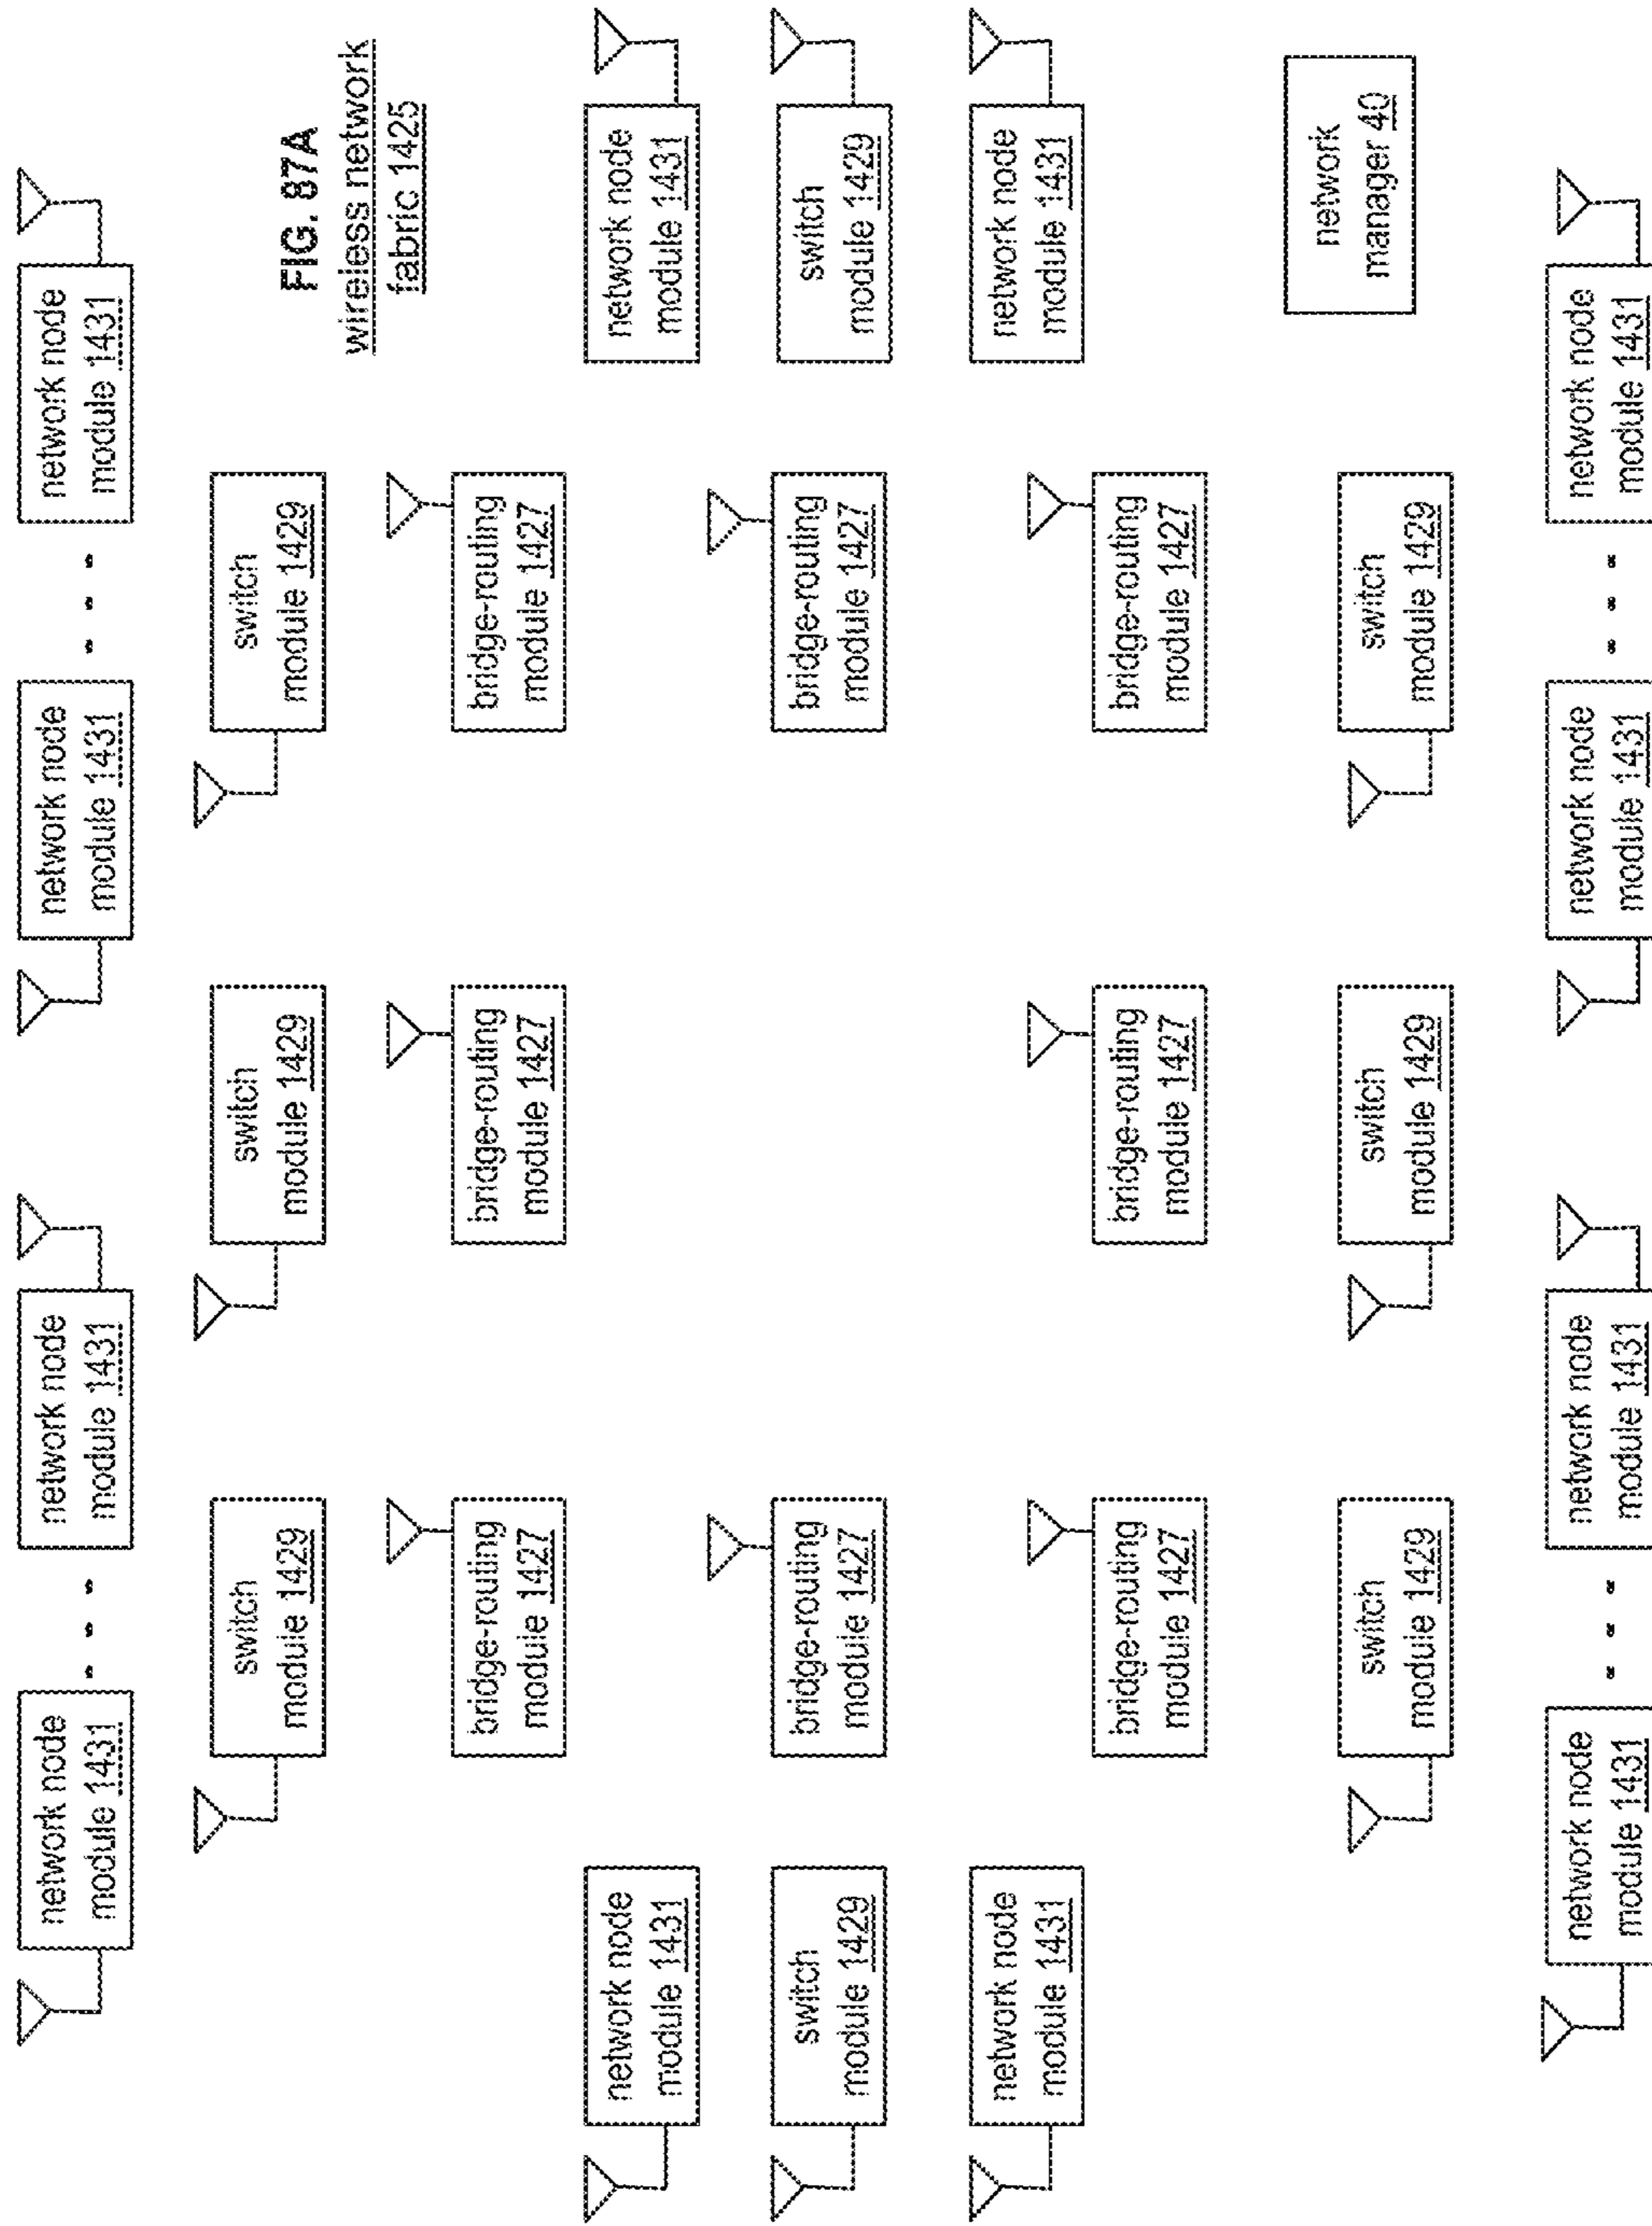 network node
module 1431
network node
module 1431
network node
module 1431
network node
module 1431
switch
module 1429
switch
module 1429
switch
module 1429
FIG. 87A
wireless network
fabric 1425
bridge-routing
module 1427
bridge-routing
module 1427
bridge-routing
module 1427
network node
module 1431
network node
module 1431
switch
module 1429
bridge-routing
module 1427
bridge-routing
module 1427
switch
module 1429
network node
module 1431
network node
module 1431
bridge-routing
module 1427
bridge-routing
module 1427
bridge-routing
module 1427
switch
module 1429
switch
module 1429
switch
module 1429
network
manager 40
network node
module 1431
network node
module 1431
network node
module 1431
network node
module 1431